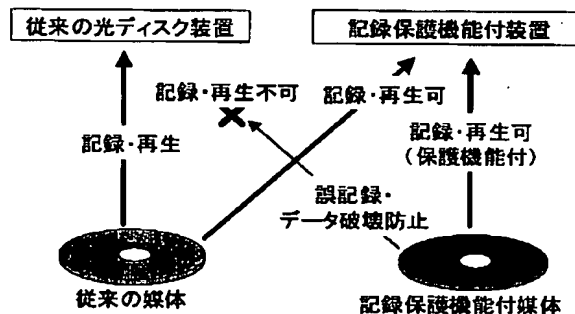 従来の光ディスク装置
記録保護機能付装置
記録・再生不可
記録・再生可
記録・再生
記録・再生可
(保護機能付)
誤記録・
データ破壊防止
従来の媒体
記録保護機能付媒体